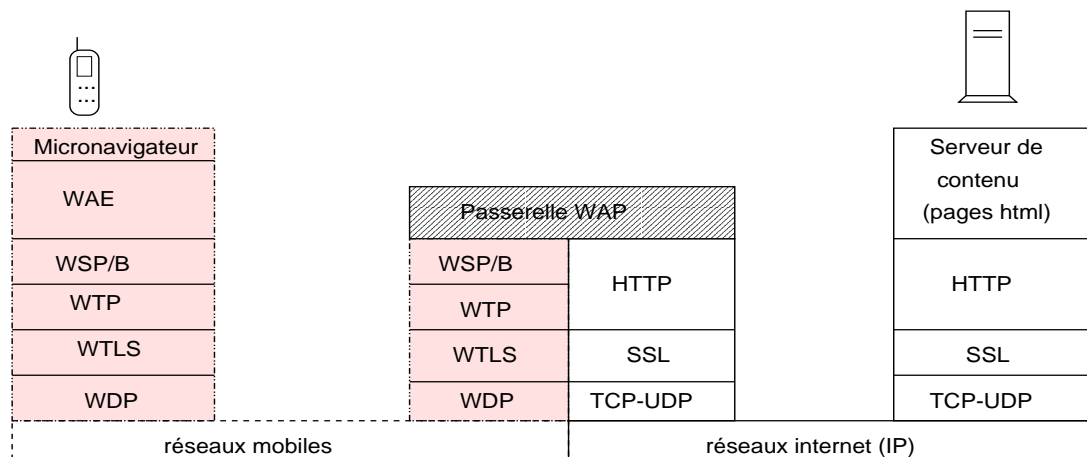 Micronavigateur
WAE
WSP/B
WTP
WTLS
WDP
Passerelle WAP
WSP/B
WTP
WTLS
WDP
HTTP
SSL
TCP-UDP
Serveur de
contenu
(pages html)
HTTP
SSL
TCP-UDP
réseaux mobiles
réseaux internet (IP)